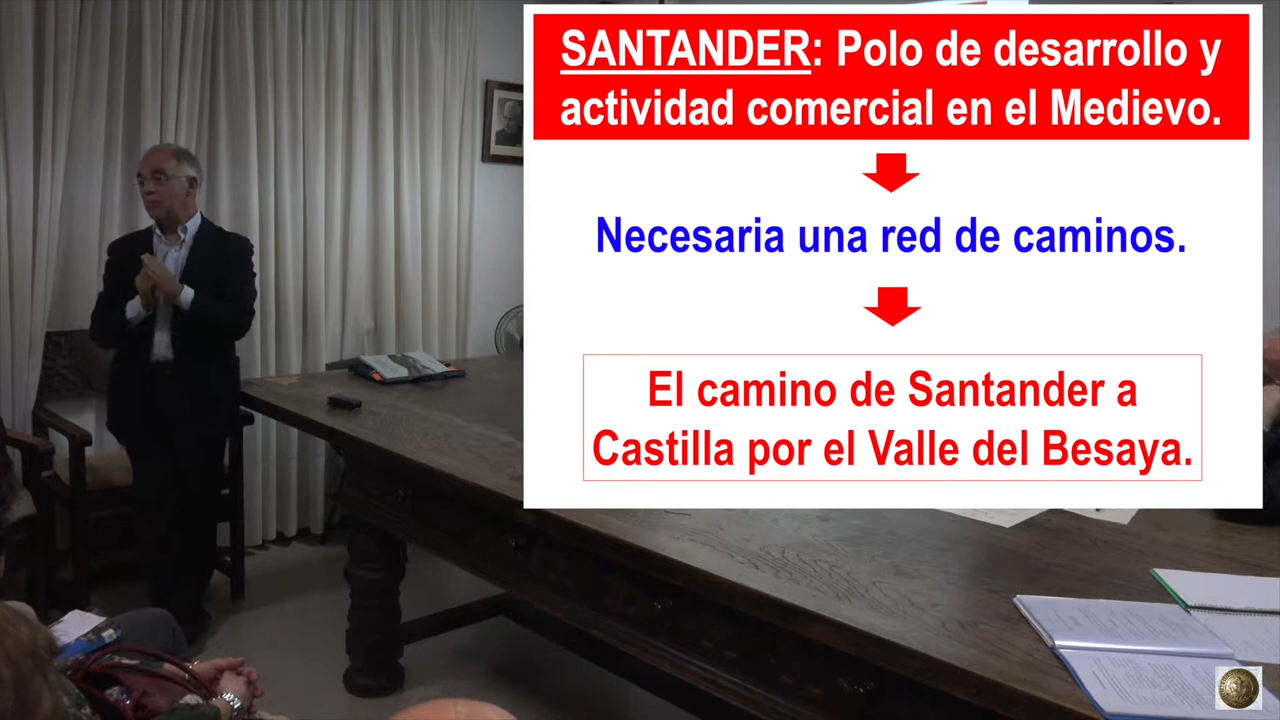 SANTANDER: Polo de desarrollo y
actividad comercial en el Medievo.
Necesaria una red de caminos.
El camino de Santander a
Castilla por el Valle del Besaya.